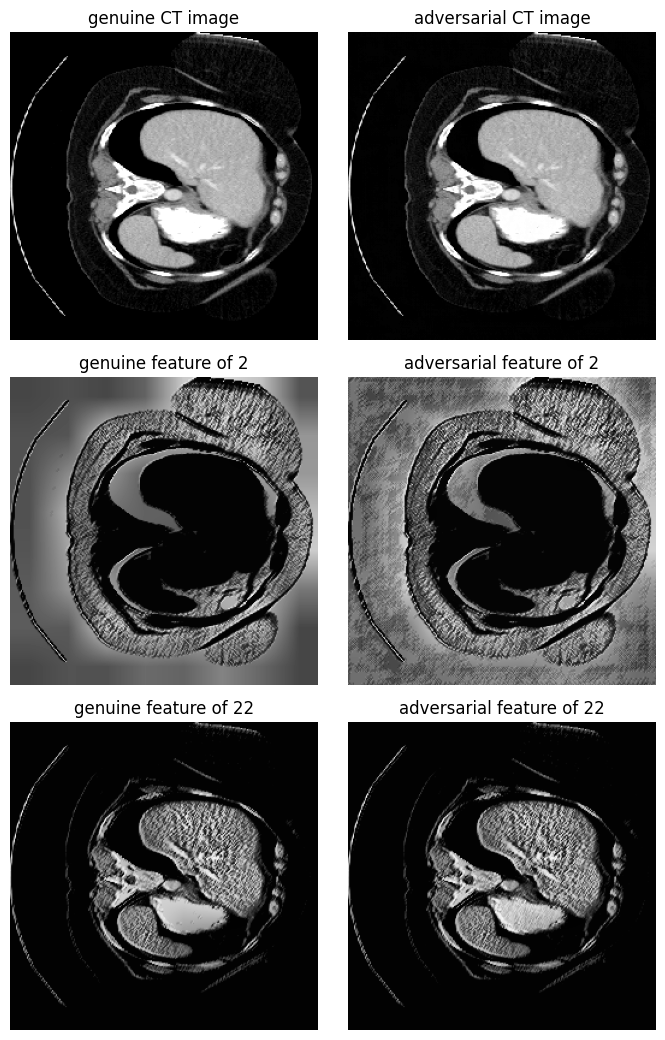 genuine CT image
adversarial CT image
genuine feature of 2
adversarial feature of 2
genuine feature of 22
adversarial feature of 22